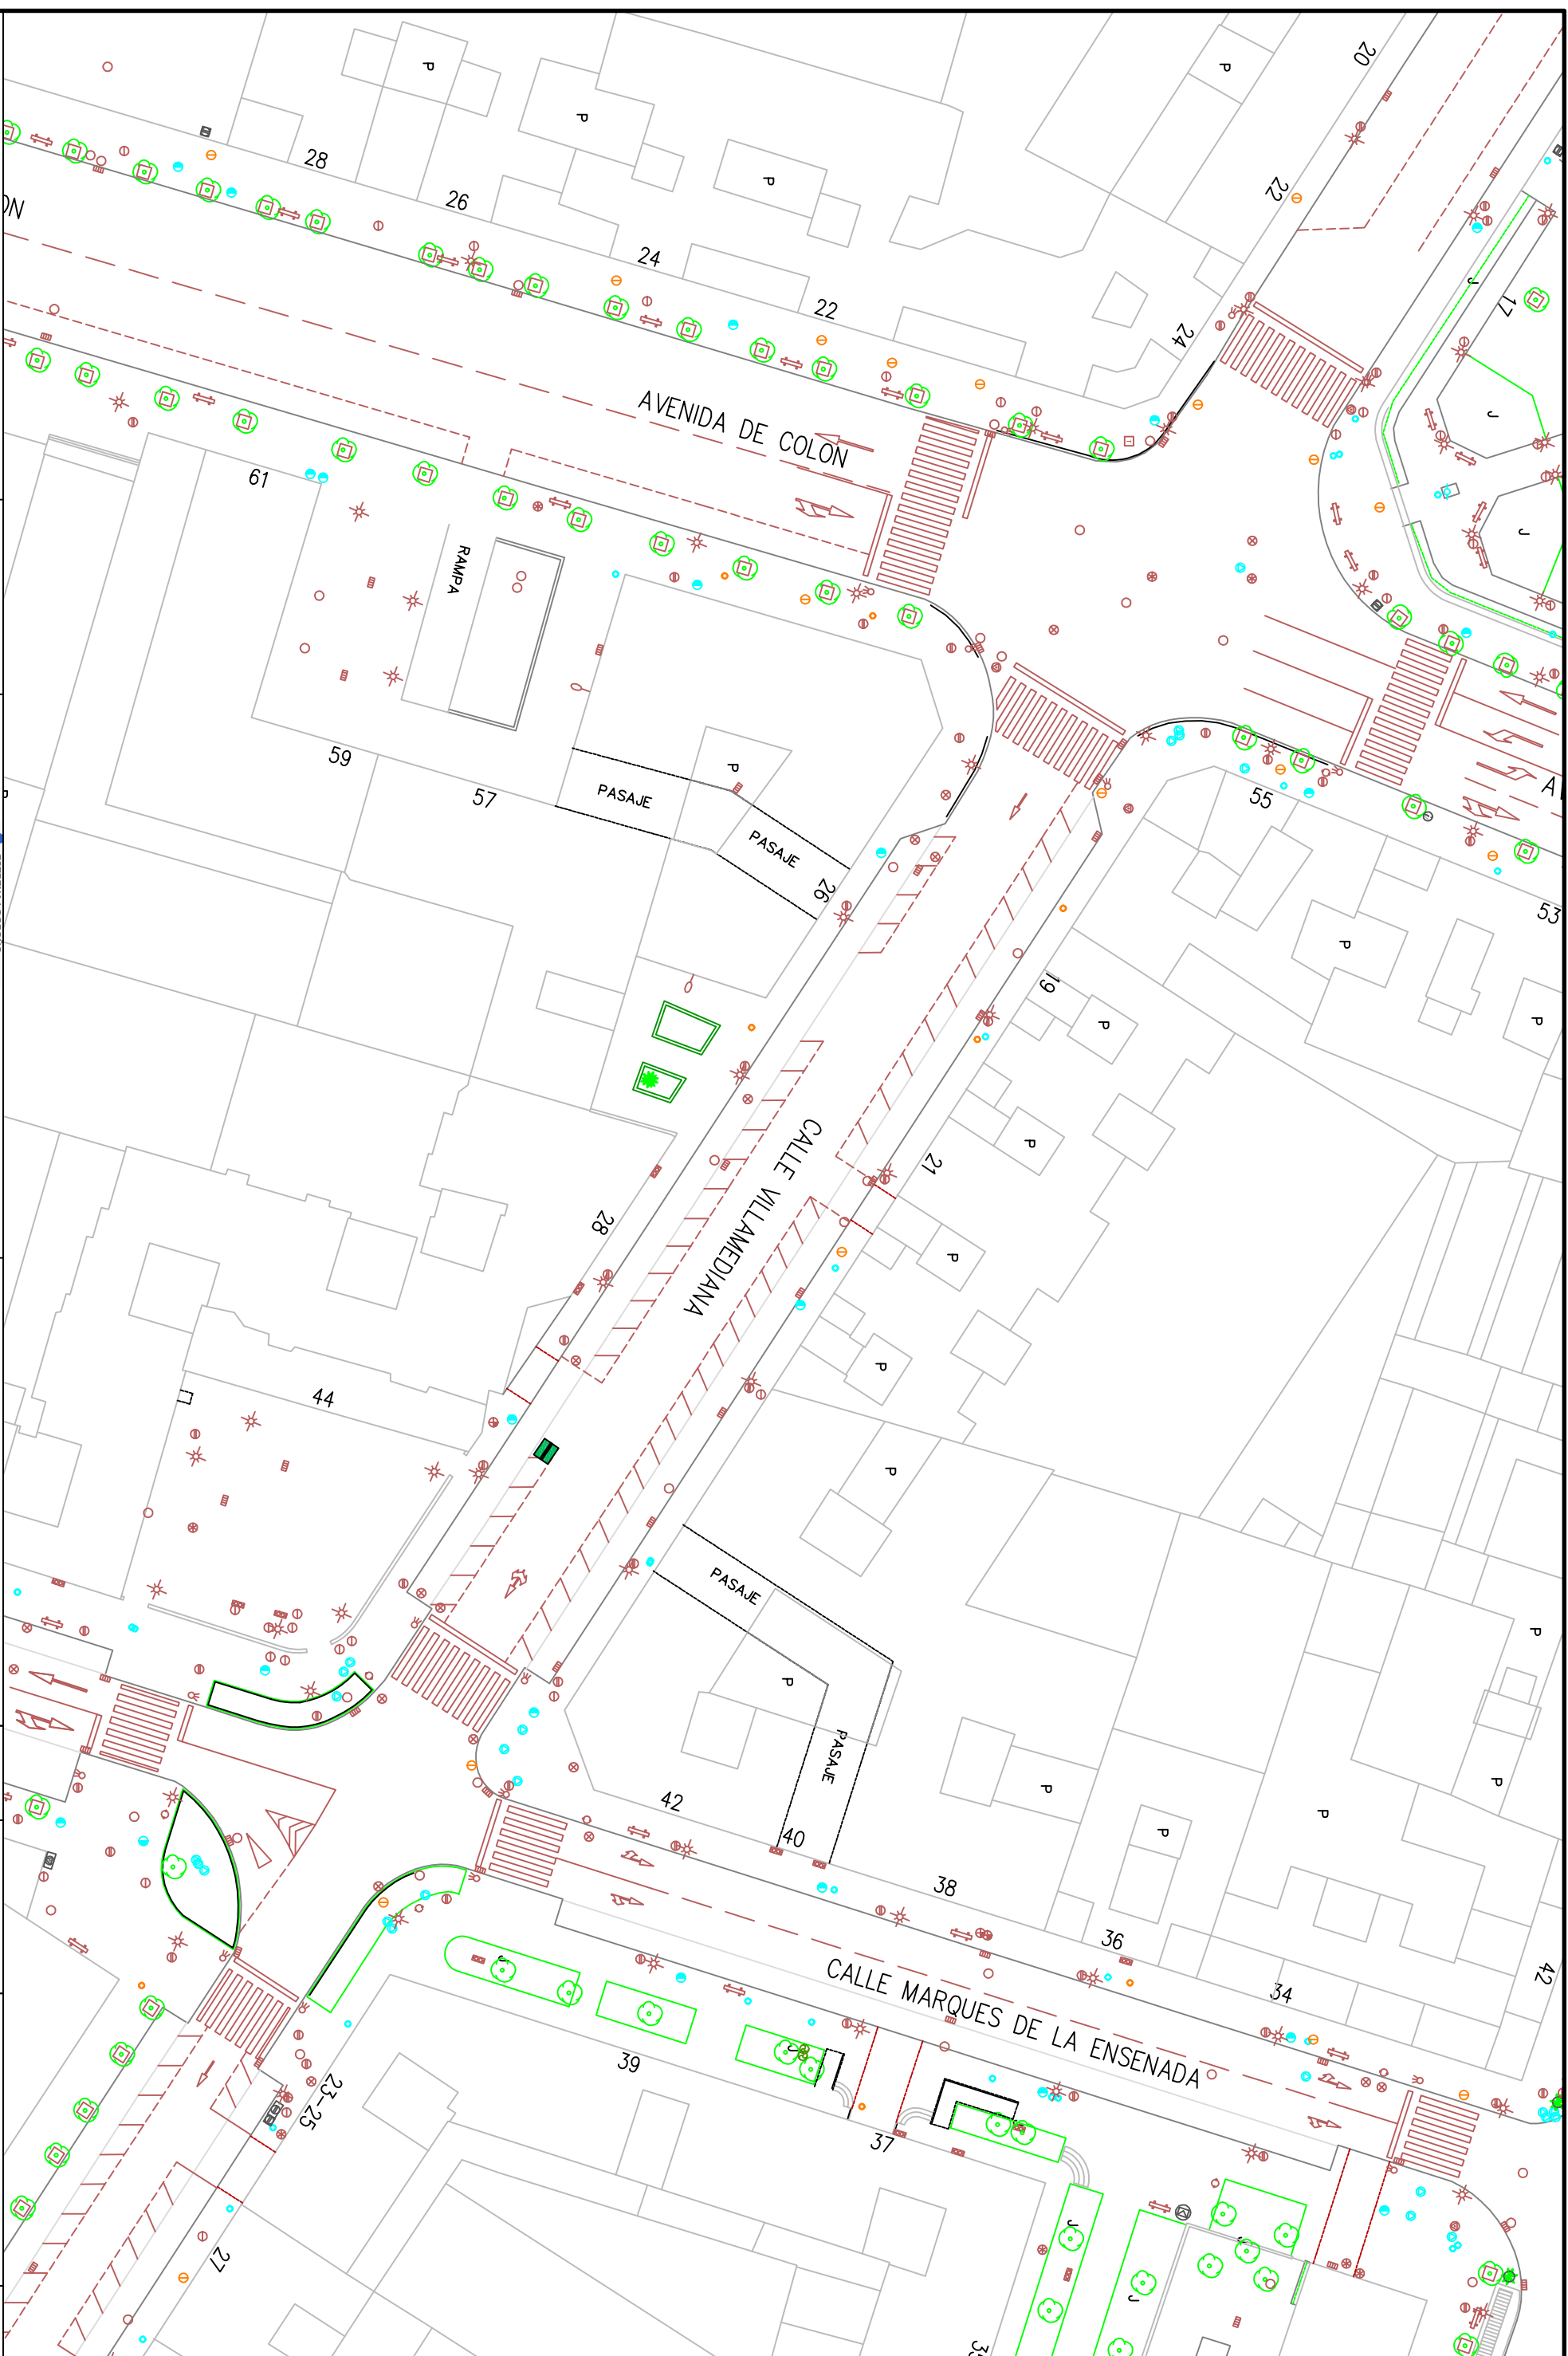 20
P
P
P
P
28
22
26
24
22
24
17
J
J
J
AVENIDA DE COLON
61
RAMPA
59
57
P
PASAJE
PASAJE
26
55
53
P
P
19
P
P
21
P
CALLE VILLAMEDIANA
28
P
44
P
PASAJE
P
PASAJE
42
40
38
36
34
42
P
P
P
P
P
CALLE MARQUES DE LA ENSENADA
J
39
J
37
23-25
27
J
J